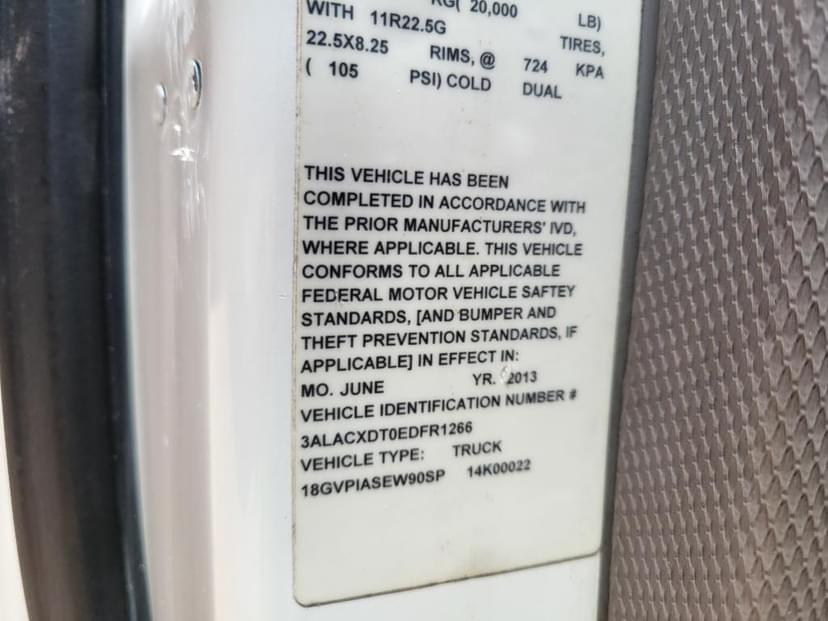 KG( 20,000 LB)
WITH 11R22.5G TIRES,
22.5X8.25 RIMS, @ 724 KPA
( 105 PSI) COLD DUAL
THIS VEHICLE HAS BEEN
COMPLETED IN ACCORDANCE WITH
THE PRIOR MANUFACTURERS' IVD,
WHERE APPLICABLE. THIS VEHICLE
CONFORMS TO ALL APPLICABLE
FEDERAL MOTOR VEHICLE SAFTEY
STANDARDS, [AND BUMPER AND
THEFT PREVENTION STANDARDS, IF
APPLICABLE] IN EFFECT IN:
MO. JUNE YR. 2013
VEHICLE IDENTIFICATION NUMBER #
3ALACXDT0EDFR1266
VEHICLE TYPE: TRUCK
18GVPIASEW90SP 14K00022